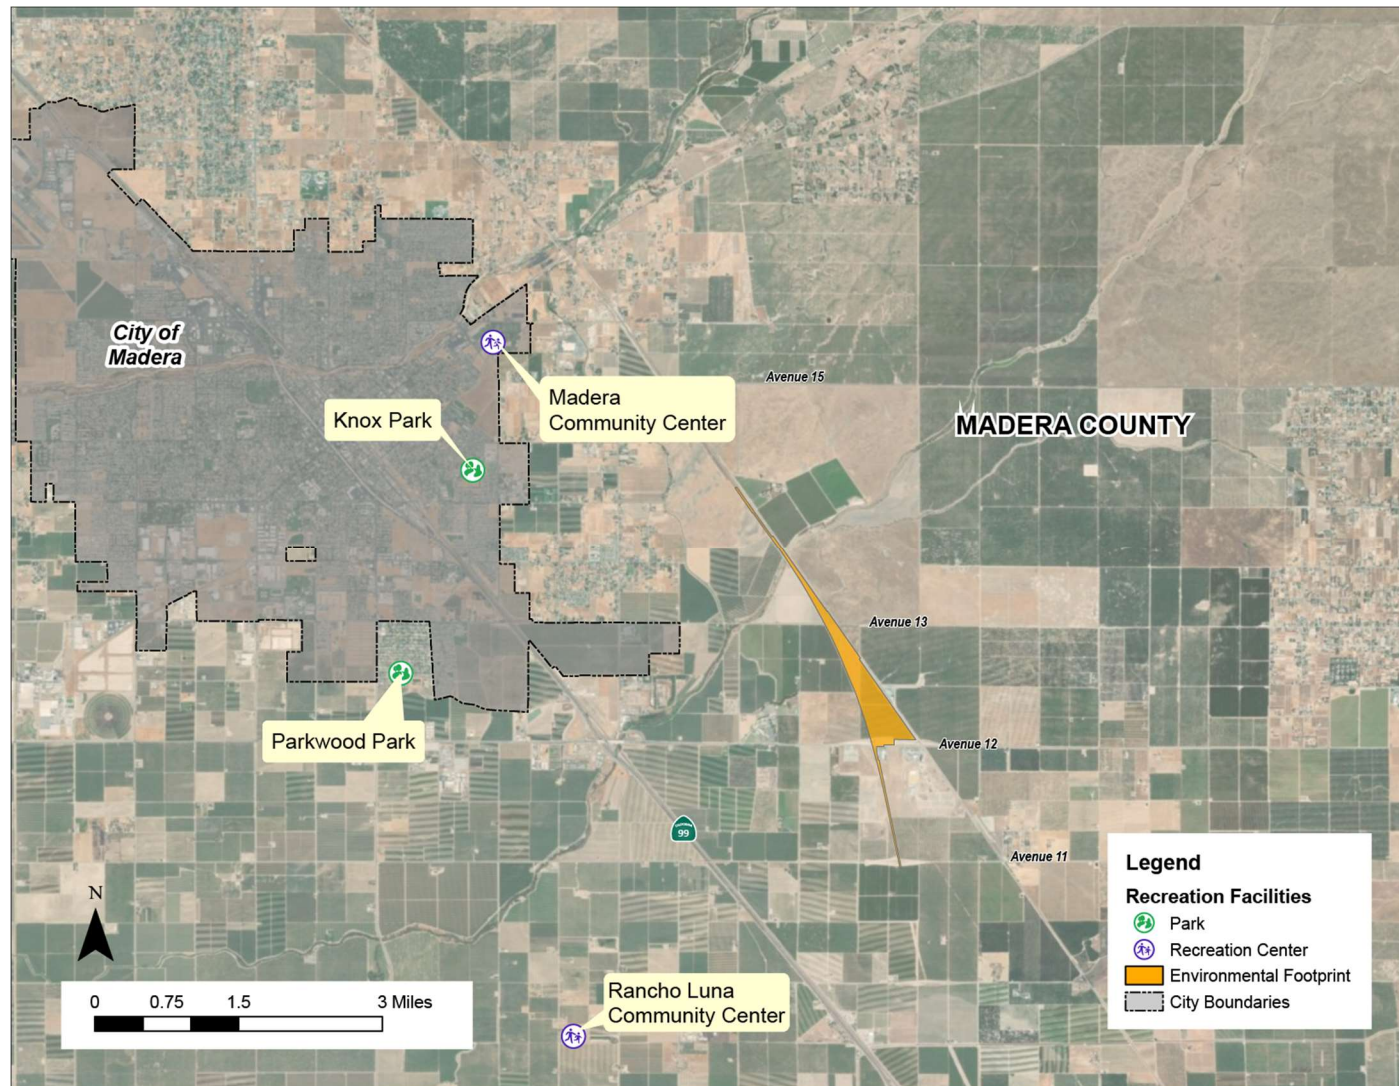 City of
Madera
Madera
Community Center
Knox Park
Avenue 15
MADERA COUNTY
Avenue 13
Parkwood Park
Avenue 12
99
Avenue 11
Rancho Luna
Community Center
N
0 0.75 1.5 3 Miles
Legend
Recreation Facilities
Park
Recreation Center
Environmental Footprint
City Boundaries